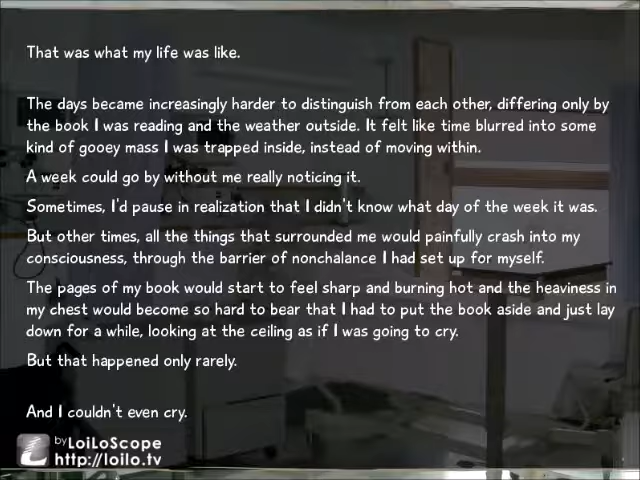 That was what my life was like.
The days became increasingly harder to distinguish from each other, differing only by
the book I was reading and the weather outside. It felt like time blurred into some
kind of gooey mass I was trapped inside, instead of moving within.
A week could go by without me really noticing it.
Sometimes, I'd pause in realization that I didn't know what day of the week it was.
But other times, all the things that surrounded me would painfully crash into my
consciousness, through the barrier of nonchalance I had set up for myself.
The pages of my book would start to feel sharp and burning hot and the heaviness in
my chest would become so hard to bear that I had to put the book aside and just lay
down for a while, looking at the ceiling as if I was going to cry.
But that happened only rarely.
And I couldn't even cry.
by LoiLoScope
http://loilo.tv